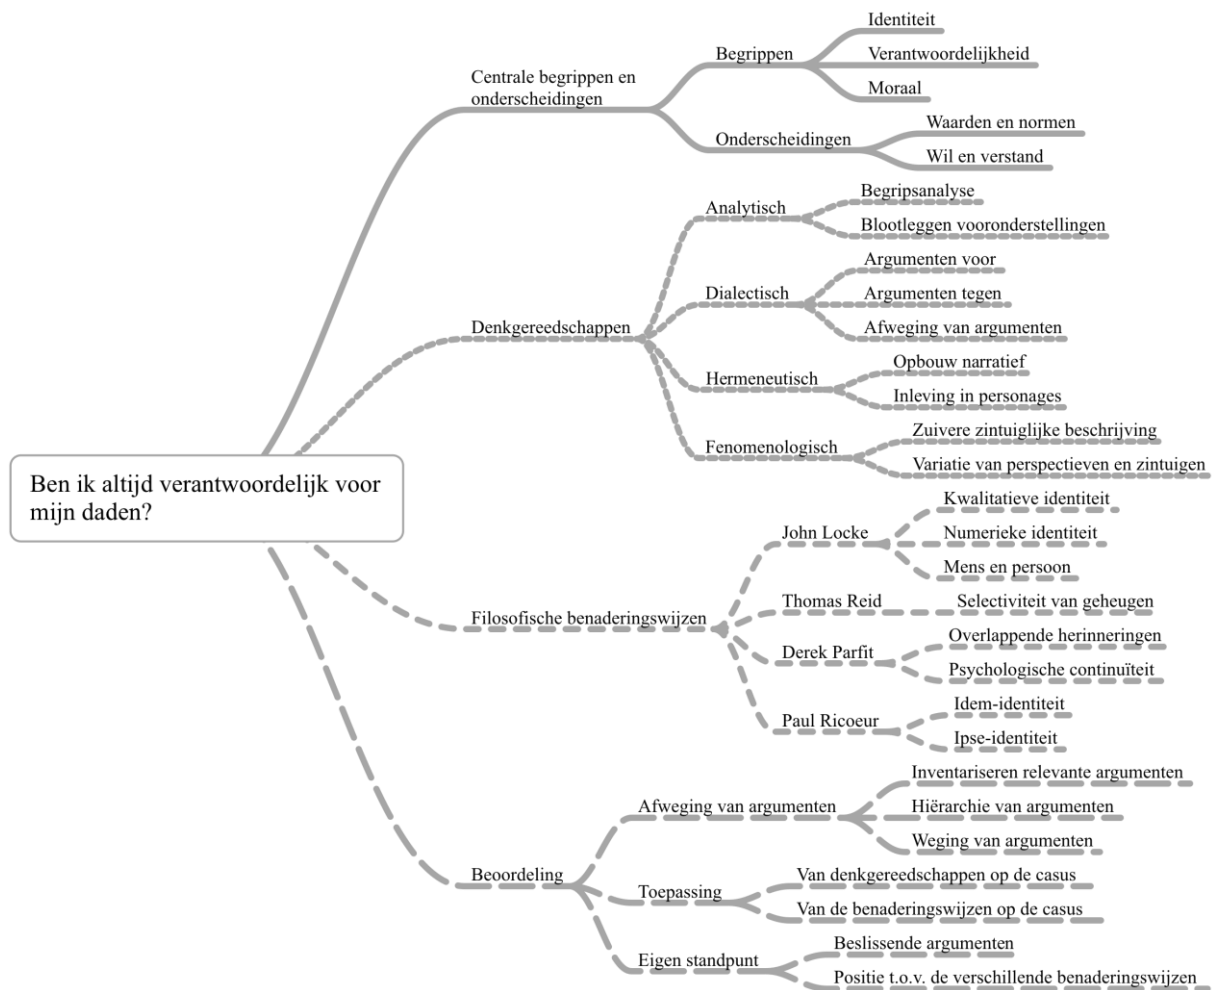 Identiteit
Begrippen
Verantwoordelijkheid
Centrale begrippen en
onderscheidingen
Moraal
Waarden en normen
Onderscheidingen
Wil en verstand
Begripsanalyse
Analytisch
Blootleggen vooronderstellingen
Argumenten voor
Dialectisch
Argumenten tegen
Denkgereedschappen
Afweging van argumenten
Opbouw narratief
Hermeneutisch
Inleving in personages
Zuivere zintuiglijke beschrijving
Fenomenologisch
Variatie van perspectieven en zintuigen
Ben ik altijd verantwoordelijk voor
mijn daden?
Kwalitatieve identiteit
John Locke
Numerieke identiteit
Mens en persoon
Thomas Reid
Selectiviteit van geheugen
Filosofische benaderingswijzen
Overlappende herinneringen
Derek Parfit
Psychologische continuïteit
Idem-identiteit
Paul Ricoeur
Ipse-identiteit
Inventariseren relevante argumenten
Afweging van argumenten
Hiërarchie van argumenten
Weging van argumenten
Beoordeling
Van denkgereedschappen op de casus
Toepassing
Van de benaderingswijzen op de casus
Beslissende argumenten
Eigen standpunt
Positie t.o.v. de verschillende benaderingswijzen